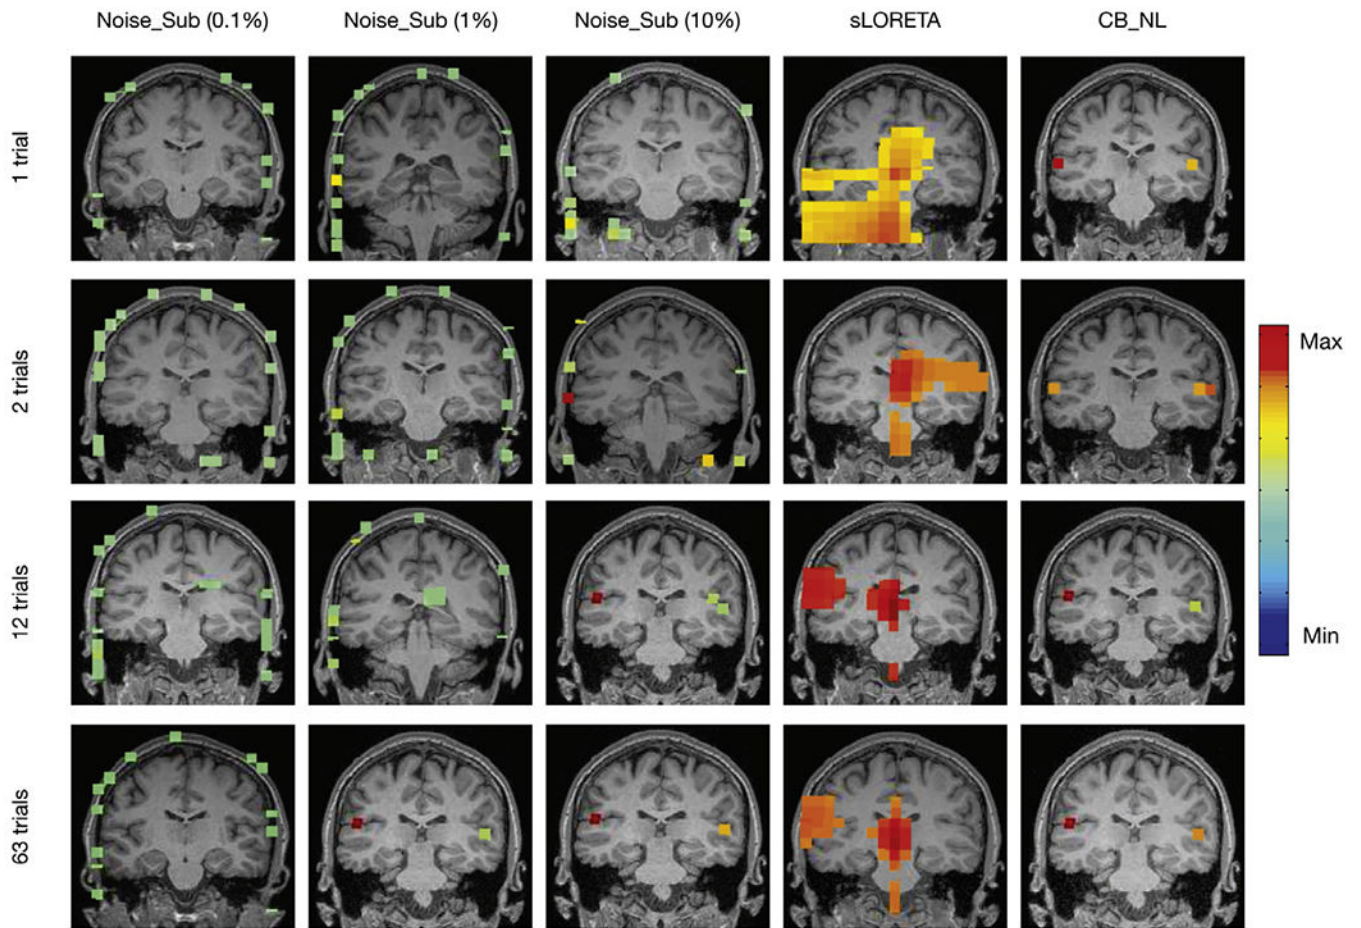 Noise_Sub (0.1%) Noise_Sub (1%) Noise_Sub (10%) sLORETA CB_NL
1 trial
2 trials
Max
12 trials
Min
63 trials